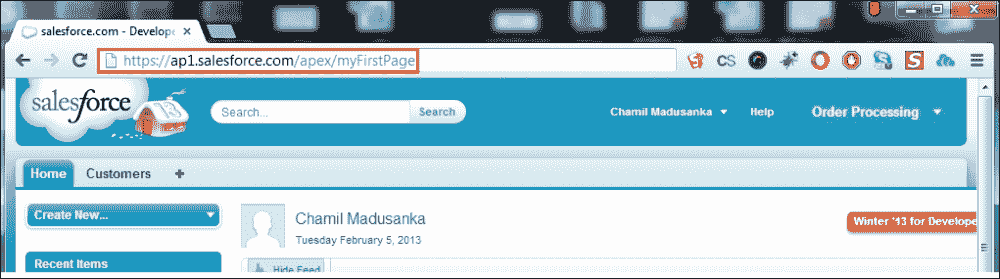 salesforce.com - Develope
https://ap1.salesforce.com/apex/myFirstPage
CS
S
salesforce
Search...
Search
Chamil Madusanka
Help
Order Processing
Home
Customers
+
Create New...
Chamil Madusanka
Tuesday February 5, 2013
Winter '13 for Develope
Recent Items
Hide Feed